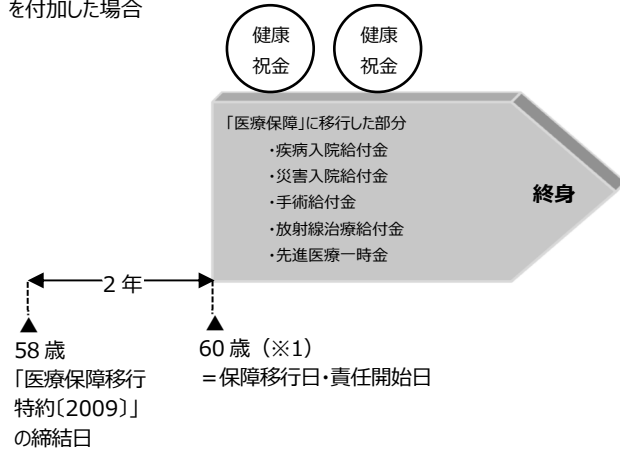 を付加した場合
健康
祝金
健康
祝金
「医療保障」に移行した部分
・疾病入院給付金
・災害入院給付金
・手術給付金
・放射線治療給付金
・先進医療一時金
終身
2 年
58 歳
「医療保障移行
特約〔2009〕」
の締結日
60 歳（※1）
＝保障移行日・責任開始日